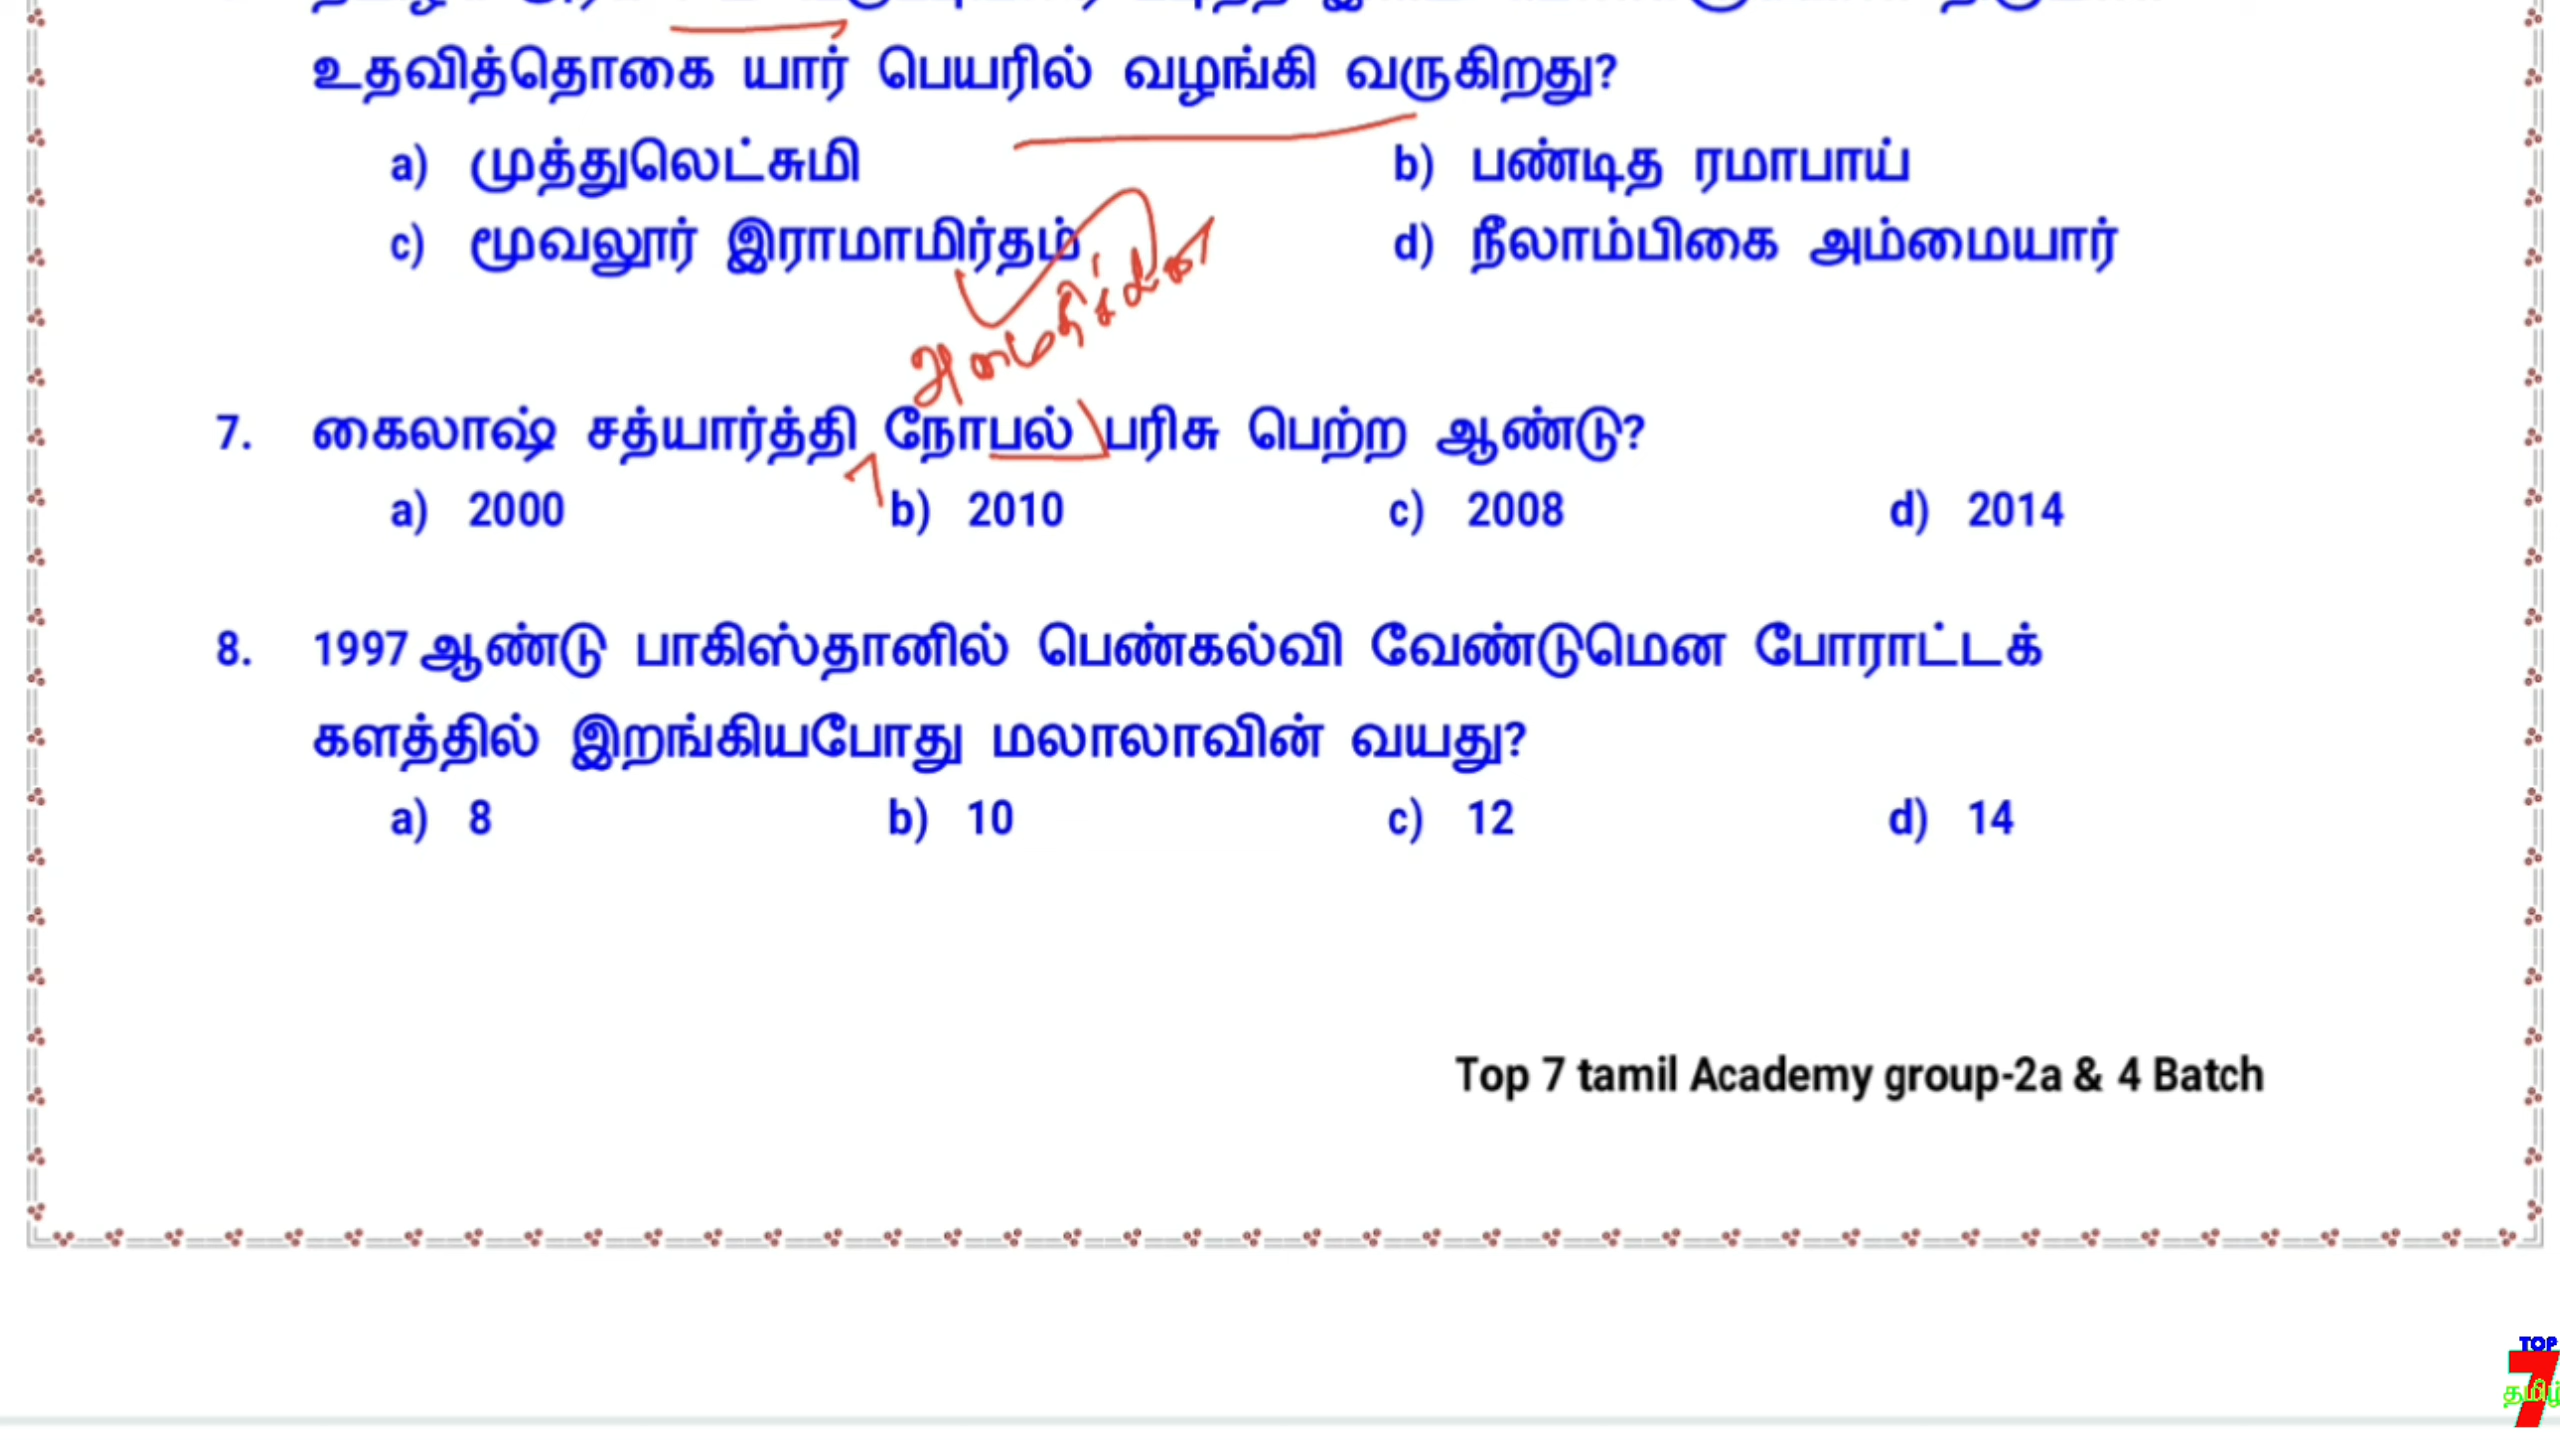 உதவித்தொகை யார் பெயரில் வழங்கி வருகிறது?
a) முத்துலெட்சுமி b) பண்டித ரமாபாய்
c) மூவலூர் இராமாமிர்தம் d) நீலாம்பிகை அம்மையார்
7. கைலாஷ் சத்யார்த்தி நோபல் பரிசு பெற்ற ஆண்டு?
a) 2000 b) 2010 c) 2008 d) 2014
8. 1997 ஆண்டு பாகிஸ்தானில் பெண்கல்வி வேண்டுமென போராட்டக்
களத்தில் இறங்கியபோது மலாலாவின் வயது?
a) 8 b) 10 c) 12 d) 14
Top 7 tamil Academy group-2a & 4 Batch
TOP
7
தமிழ்